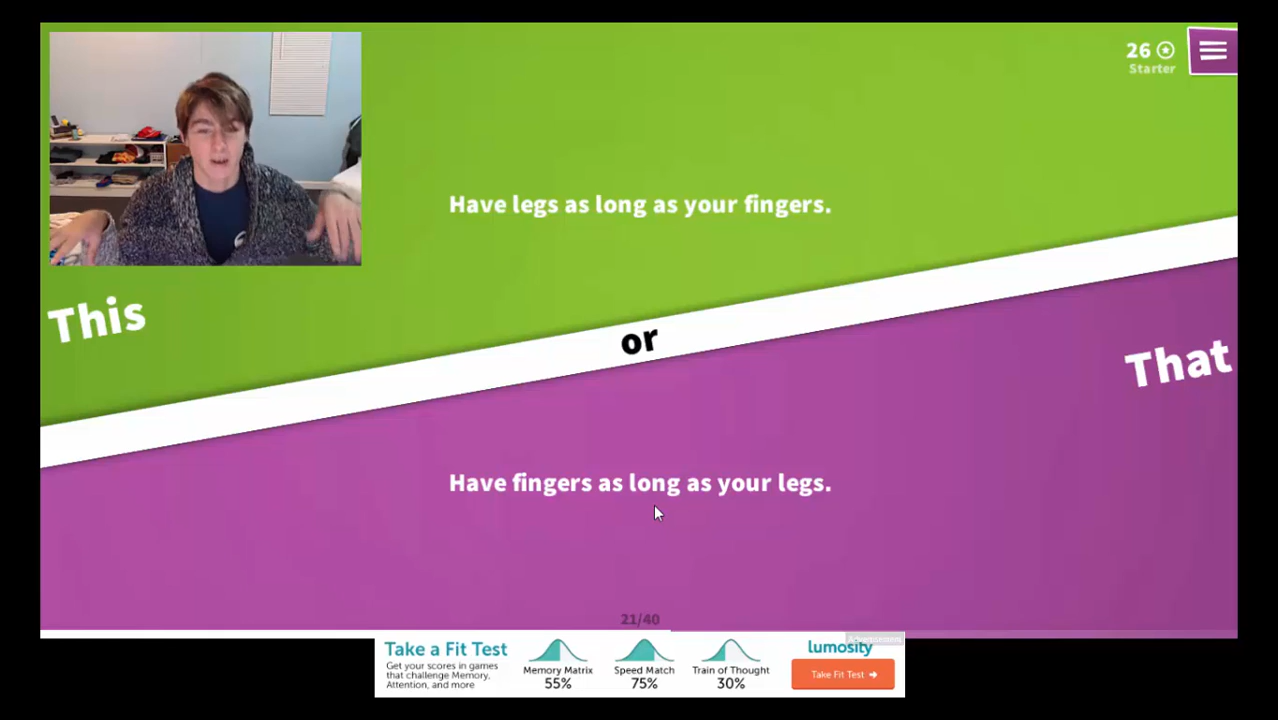 26
Starter
Have legs as long as your fingers.
This
or
That
Have fingers as long as your legs.
21/40
Advertisement
Take a Fit Test
Get your scores in games
that challenge Memory,
Attention, and more
Memory Matrix
55%
Speed Match
75%
Train of Thought
30%
lumosity
Take Fit Test